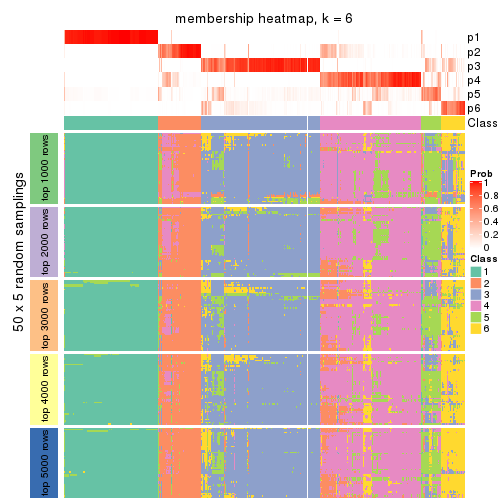 membership heatmap, k = 6
p1
p2
p3
p4
p5
p6
Class
50 x 5 random samplings
top 1000 rows
top 2000 rows
top 3000 rows
top 4000 rows
top 5000 rows
Prob
1
0.8
0.6
0.4
0.2
0
Class
1
2
3
4
5
6